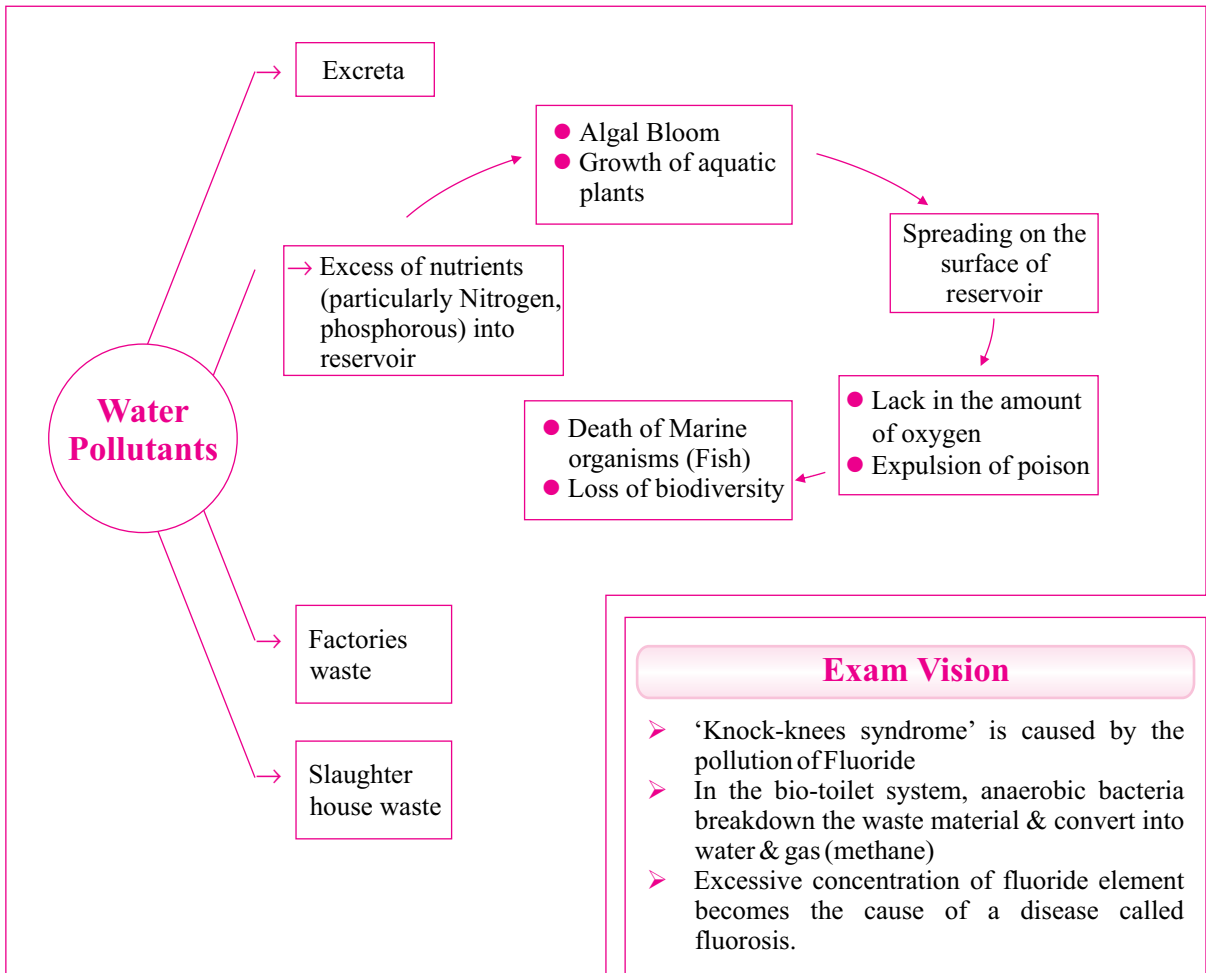 Excreta
● Algal Bloom
● Growth of aquatic
plants
Spreading on the
surface of
reservoir
→ Excess of nutrients
(particularly Nitrogen,
phosphorous) into
reservoir
Water
Pollutants
● Lack in the amount
of oxygen
● Expulsion of poison
● Death of Marine
organisms (Fish)
● Loss of biodiversity
Factories
waste
Slaughter
house waste
Exam Vision
➢ ‘Knock-knees syndrome’ is caused by the
pollution of Fluoride
➢ In the bio-toilet system, anaerobic bacteria
breakdown the waste material & convert into
water & gas (methane)
➢ Excessive concentration of fluoride element
becomes the cause of a disease called
fluorosis.